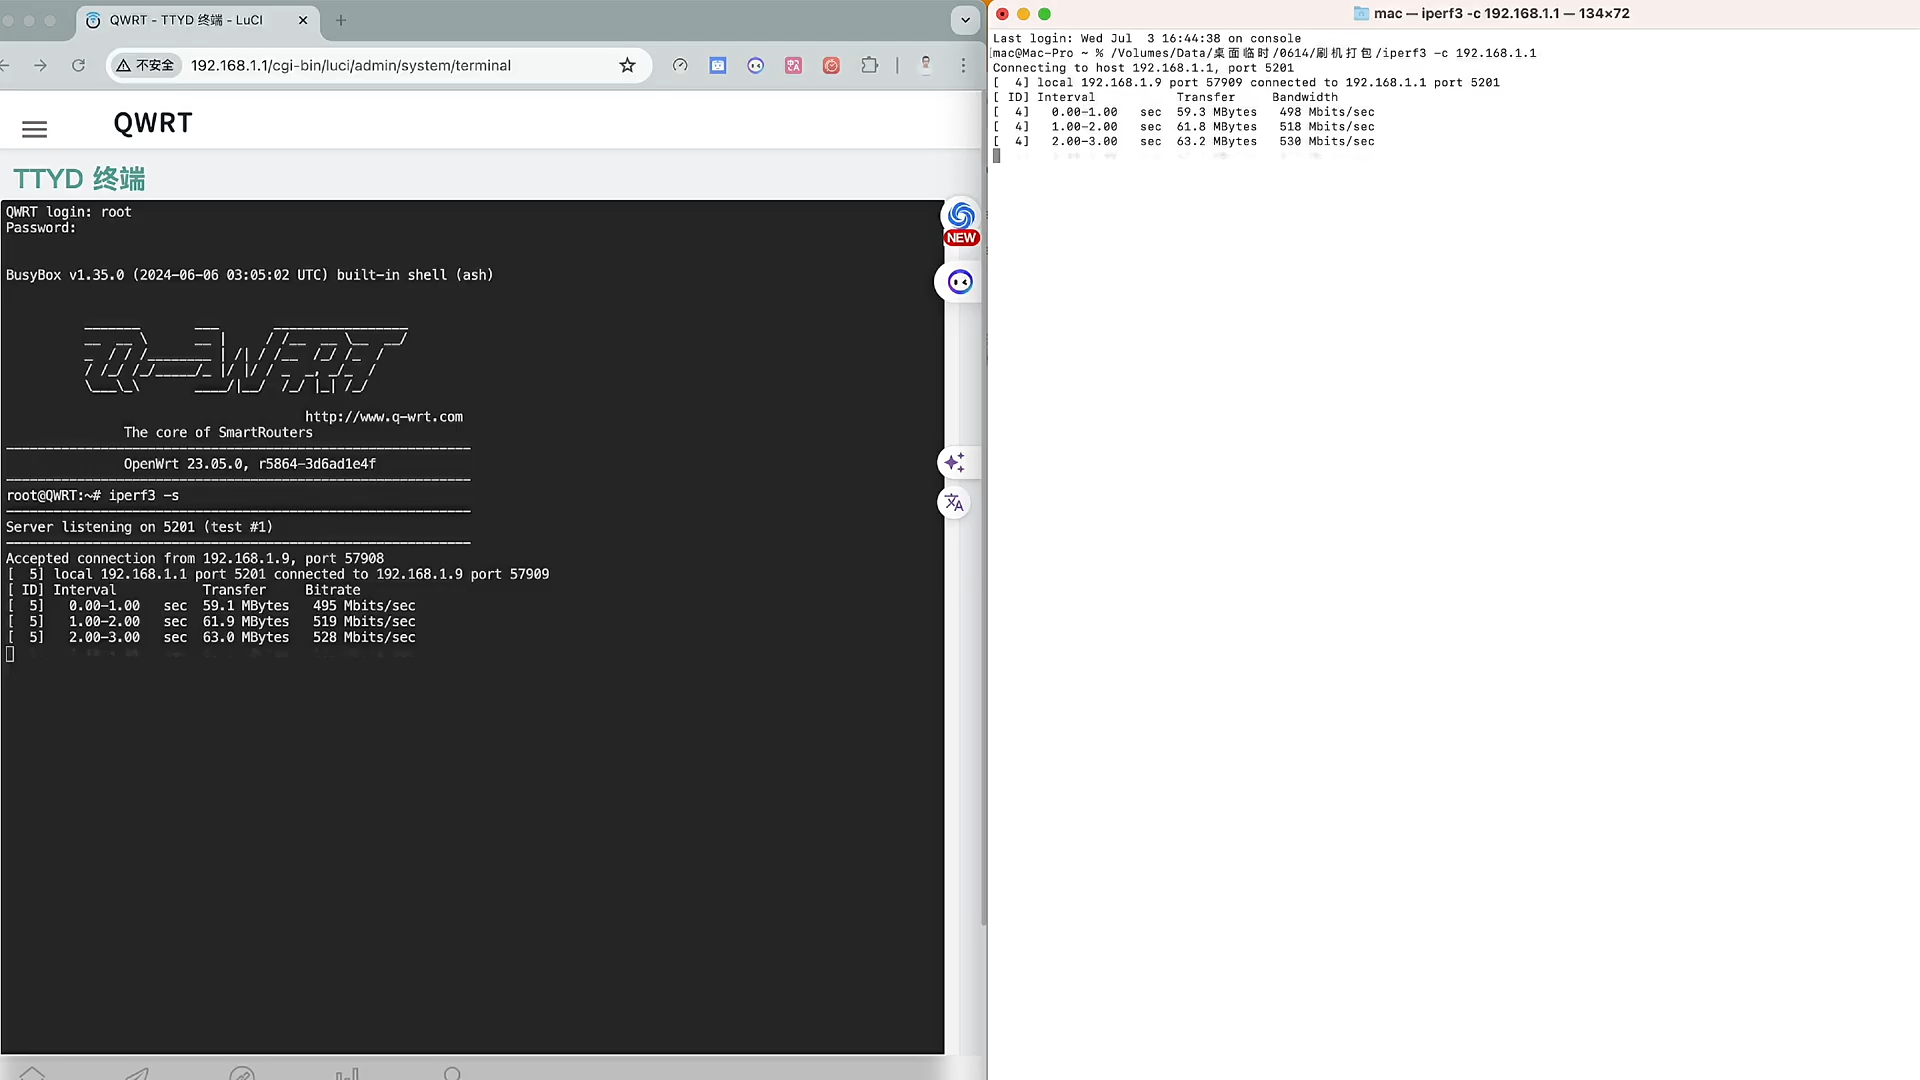 QWRT - TTYD 终端 - LuCI
不安全 192.168.1.1/cgi-bin/luci/admin/system/terminal
QWRT
TTYD 终端
QWRT login: root
Password:
BusyBox v1.35.0 (2024-06-06 03:05:02 UTC) built-in shell (ash)
http://www.q-wrt.com
The core of SmartRouters
OpenWrt 23.05.0, r5864-3d6ad1e4f
root@QWRT:~# iperf3 -s
Server listening on 5201 (test #1)
Accepted connection from 192.168.1.9, port 57908
[  5] local 192.168.1.1 port 5201 connected to 192.168.1.9 port 57909
[ ID] Interval           Transfer     Bitrate
[  5]   0.00-1.00   sec  59.1 MBytes   495 Mbits/sec
[  5]   1.00-2.00   sec  61.9 MBytes   519 Mbits/sec
[  5]   2.00-3.00   sec  63.0 MBytes   528 Mbits/sec
NEW
mac — iperf3 -c 192.168.1.1 — 134×72
Last login: Wed Jul  3 16:44:38 on console
mac@Mac-Pro ~ % /Volumes/Data/桌面临时/0614/刷机打包/iperf3 -c 192.168.1.1
Connecting to host 192.168.1.1, port 5201
[  4] local 192.168.1.9 port 57909 connected to 192.168.1.1 port 5201
[ ID] Interval           Transfer     Bandwidth
[  4]   0.00-1.00   sec  59.3 MBytes   498 Mbits/sec
[  4]   1.00-2.00   sec  61.8 MBytes   518 Mbits/sec
[  4]   2.00-3.00   sec  63.2 MBytes   530 Mbits/sec